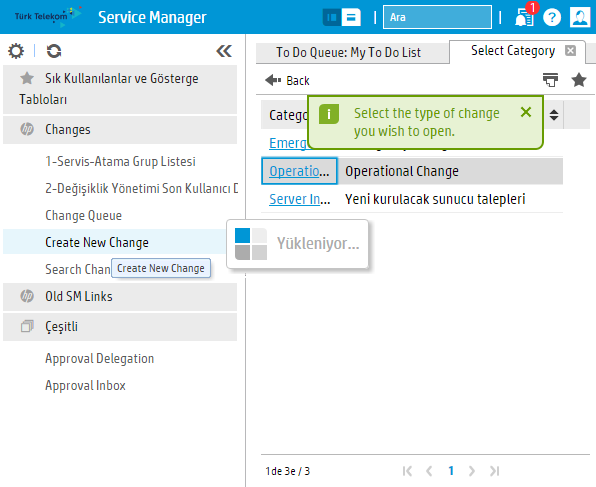 Türk Telekom Service Manager
Ara
1
To Do Queue: My To Do List
Select Category
Back
Sık Kullanılanlar ve Gösterge
Tabloları
Changes
1-Servis-Atama Grup Listesi
2-Değişiklik Yönetimi Son Kullanıcı D
Change Queue
Create New Change
Search Chan
Create New Change
Old SM Links
Çeşitli
Approval Delegation
Approval Inbox
Catego
Select the type of change
you wish to open.
Emerg
Operatio... Operational Change
Server In... Yeni kurulacak sunucu talepleri
Yükleniyor...
1de 3e / 3
1